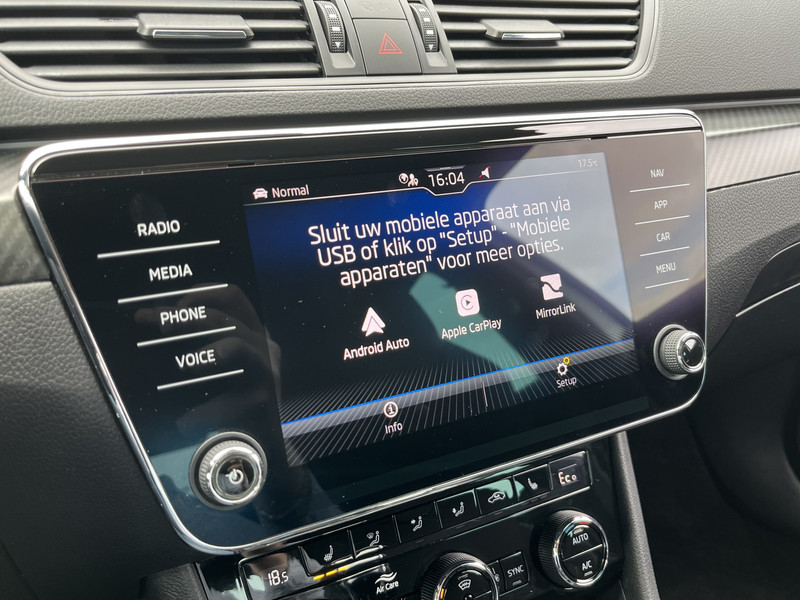 Normal
16:04
17.5
RADIO
MEDIA
PHONE
VOICE
Sluit uw mobiele apparaat aan via
USB of klik op "Setup" - "Mobiele
apparaten" voor meer opties.
Android Auto
Apple CarPlay
MirrorLink
Info
Setup
NAV
APP
CAR
MENU
18.5
Air Care
SYNC
AUTO
A/C
Eco